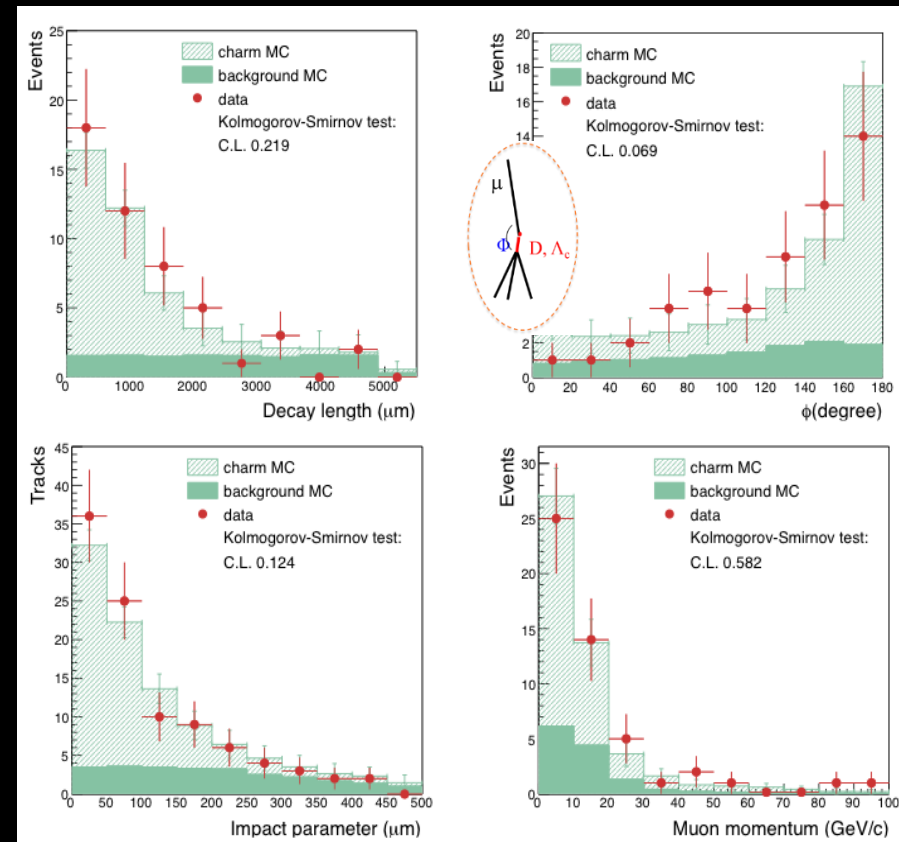 Events
25
20
15
10
5
0
charm MC
background MC
data
Kolmogorov-Smirnov test:
C.L. 0.219
0 1000 2000 3000 4000 5000
Decay length (μm)
Events
20
18
16
14
2
0
charm MC
background MC
data
Kolmogorov-Smirnov test:
C.L. 0.069
μ
Φ
D, Λc
0 20 40 60 80 100 120 140 160 180
ϕ(degree)
Tracks
45
40
35
30
25
20
15
10
5
0
charm MC
background MC
data
Kolmogorov-Smirnov test:
C.L. 0.124
0 50 100 150 200 250 300 350 400 450 500
Impact parameter (μm)
Events
30
25
20
15
10
5
0
charm MC
background MC
data
Kolmogorov-Smirnov test:
C.L. 0.582
0 10 20 30 40 50 60 70 80 90 100
Muon momentum (GeV/c)